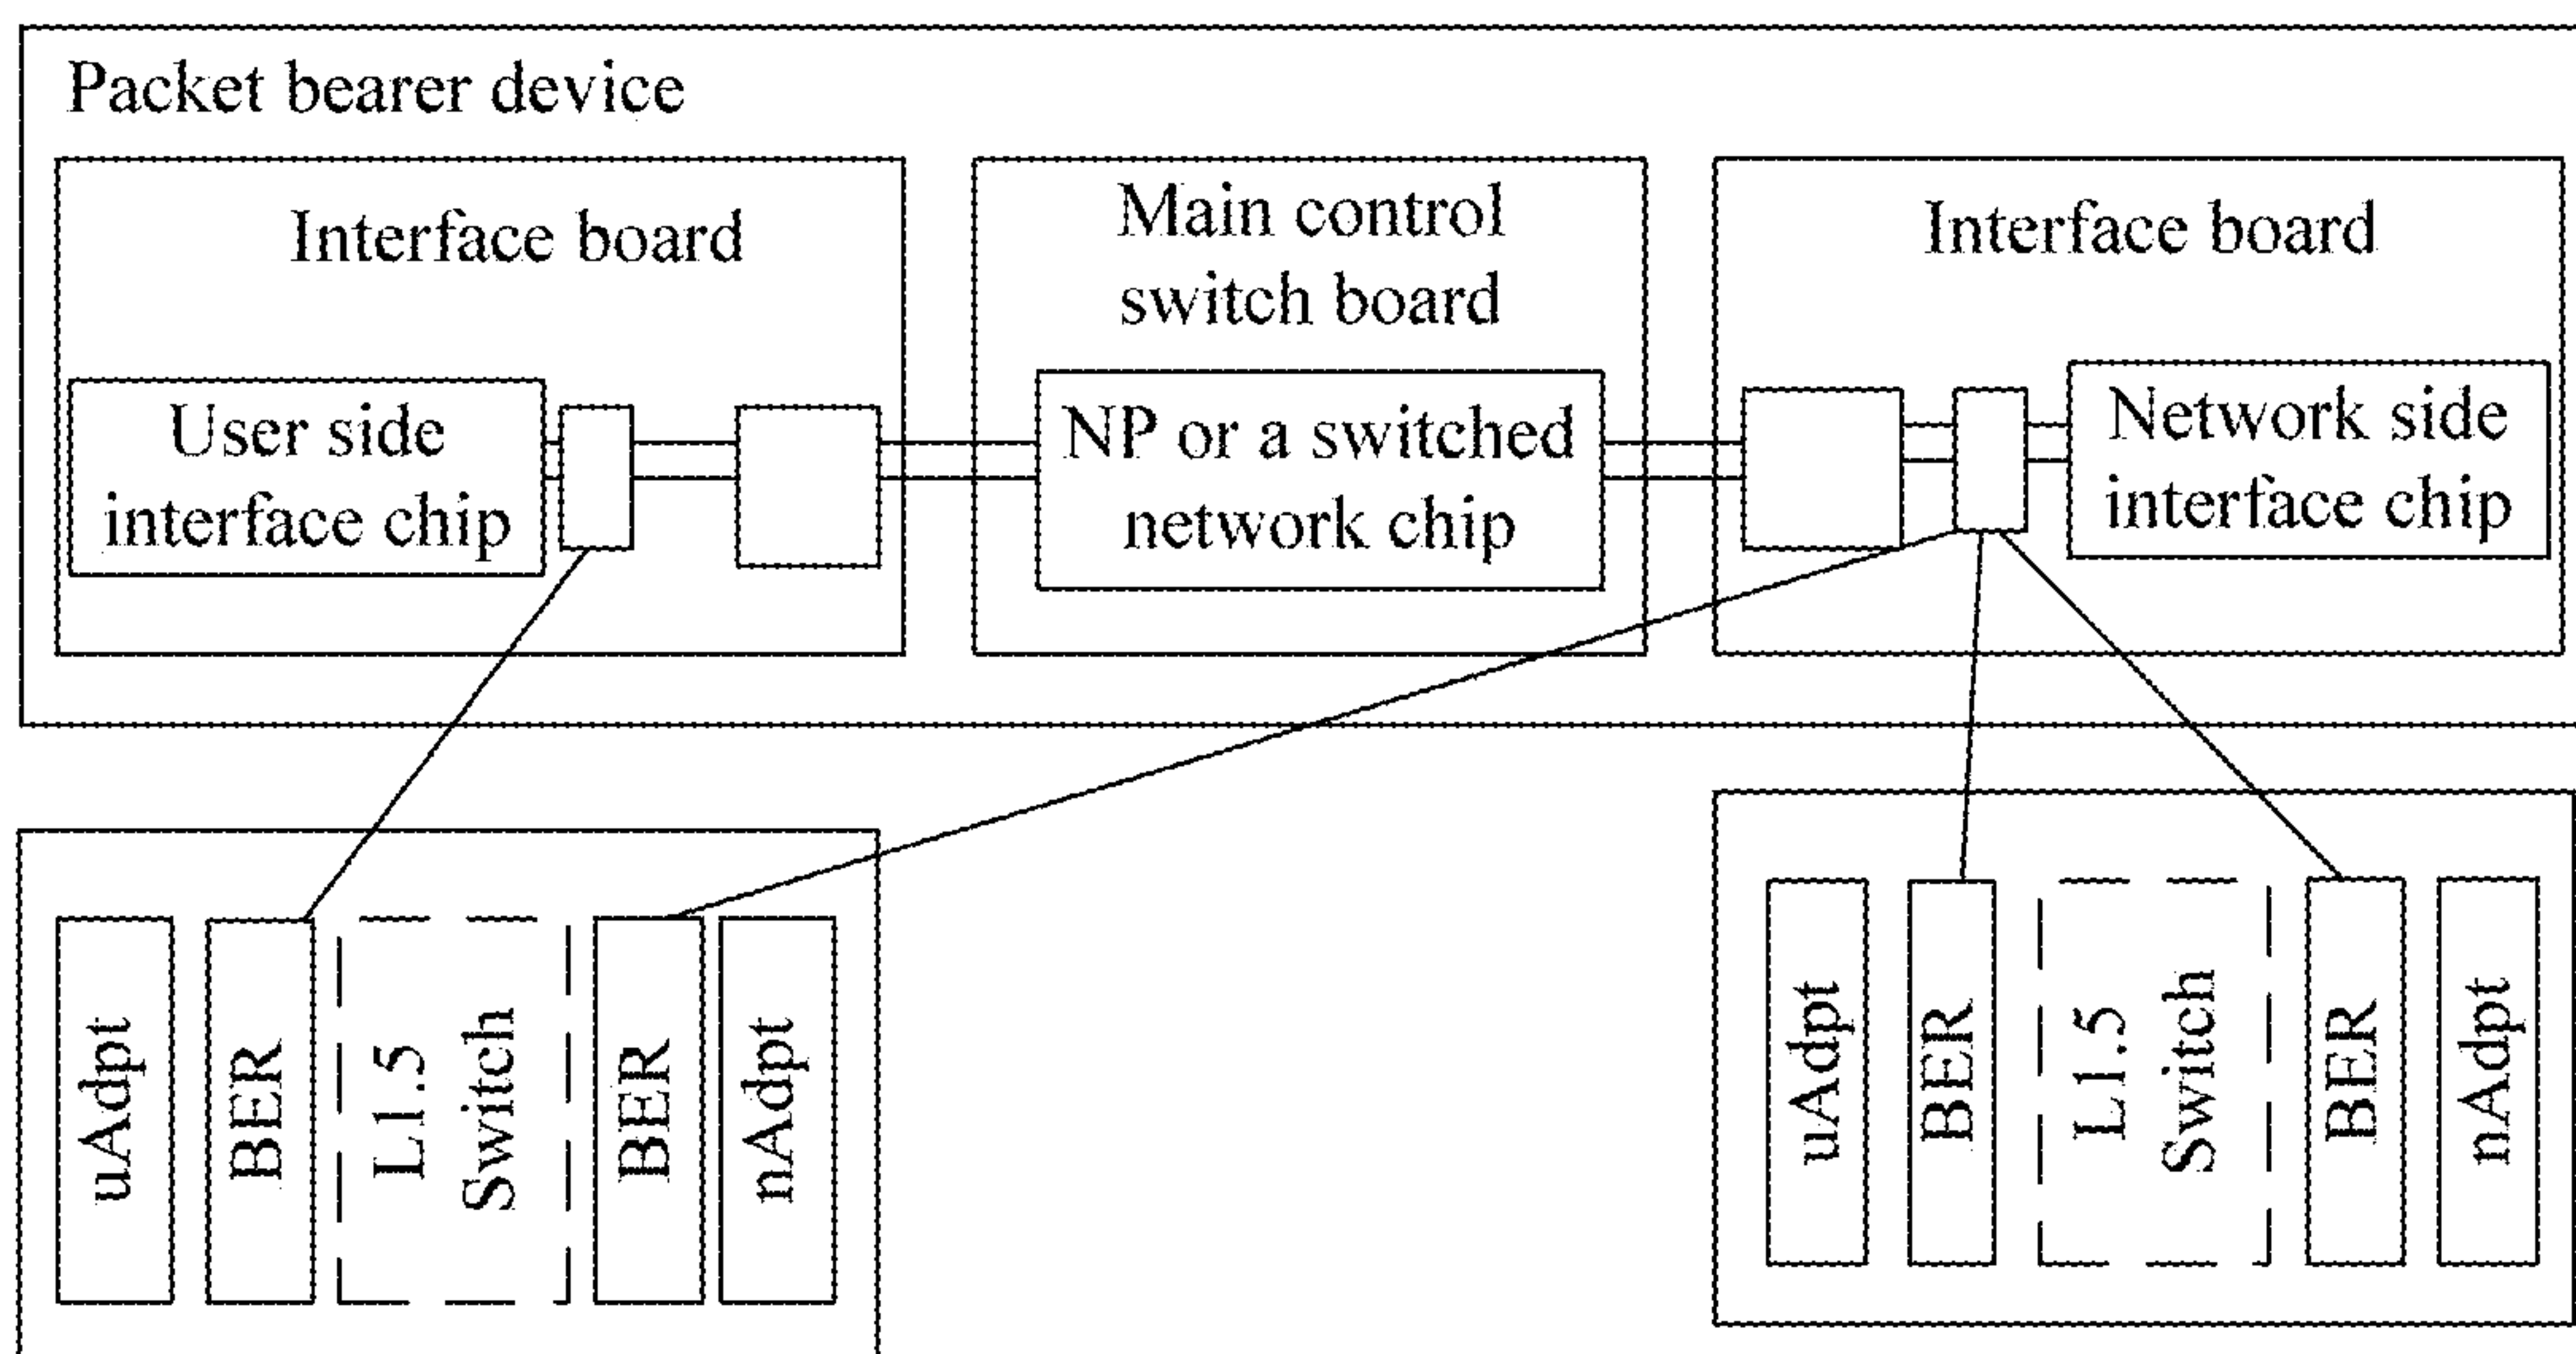 Packet bearer device
Interface board
Main control
switch board
Interface board
User side
interface chip
NP or a switched
network chip
Network side
interface chip
uAdpt
BER
L1.5
Switch
BER
nAdpt
uAdpt
BER
L1.5
Switch
BER
nAdpt